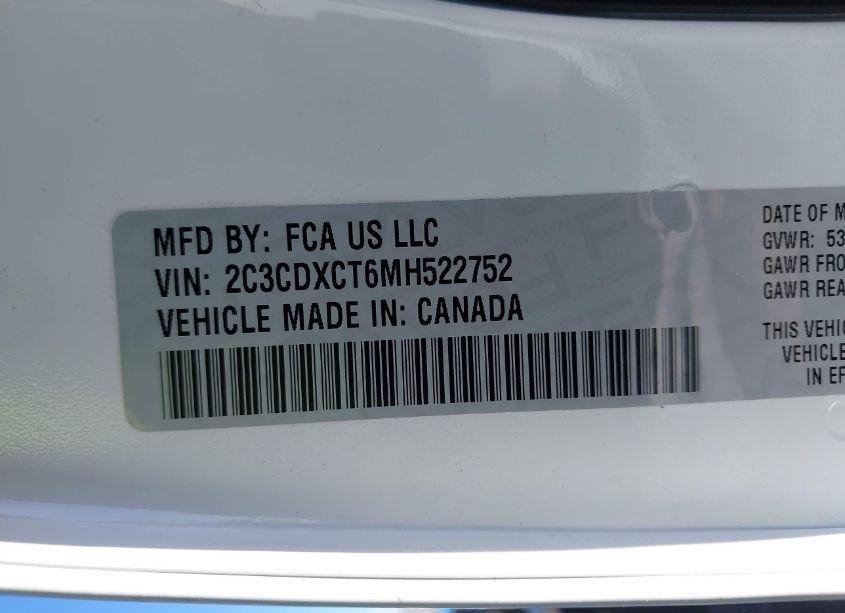 MFD BY: FCA US LLC
VIN: 2C3CDXCT6MH522752
VEHICLE MADE IN: CANADA
DATE OF M
GVWR: 53
GAWR FRO
GAWR REA
THIS VEHIC
VEHICLE
IN EF